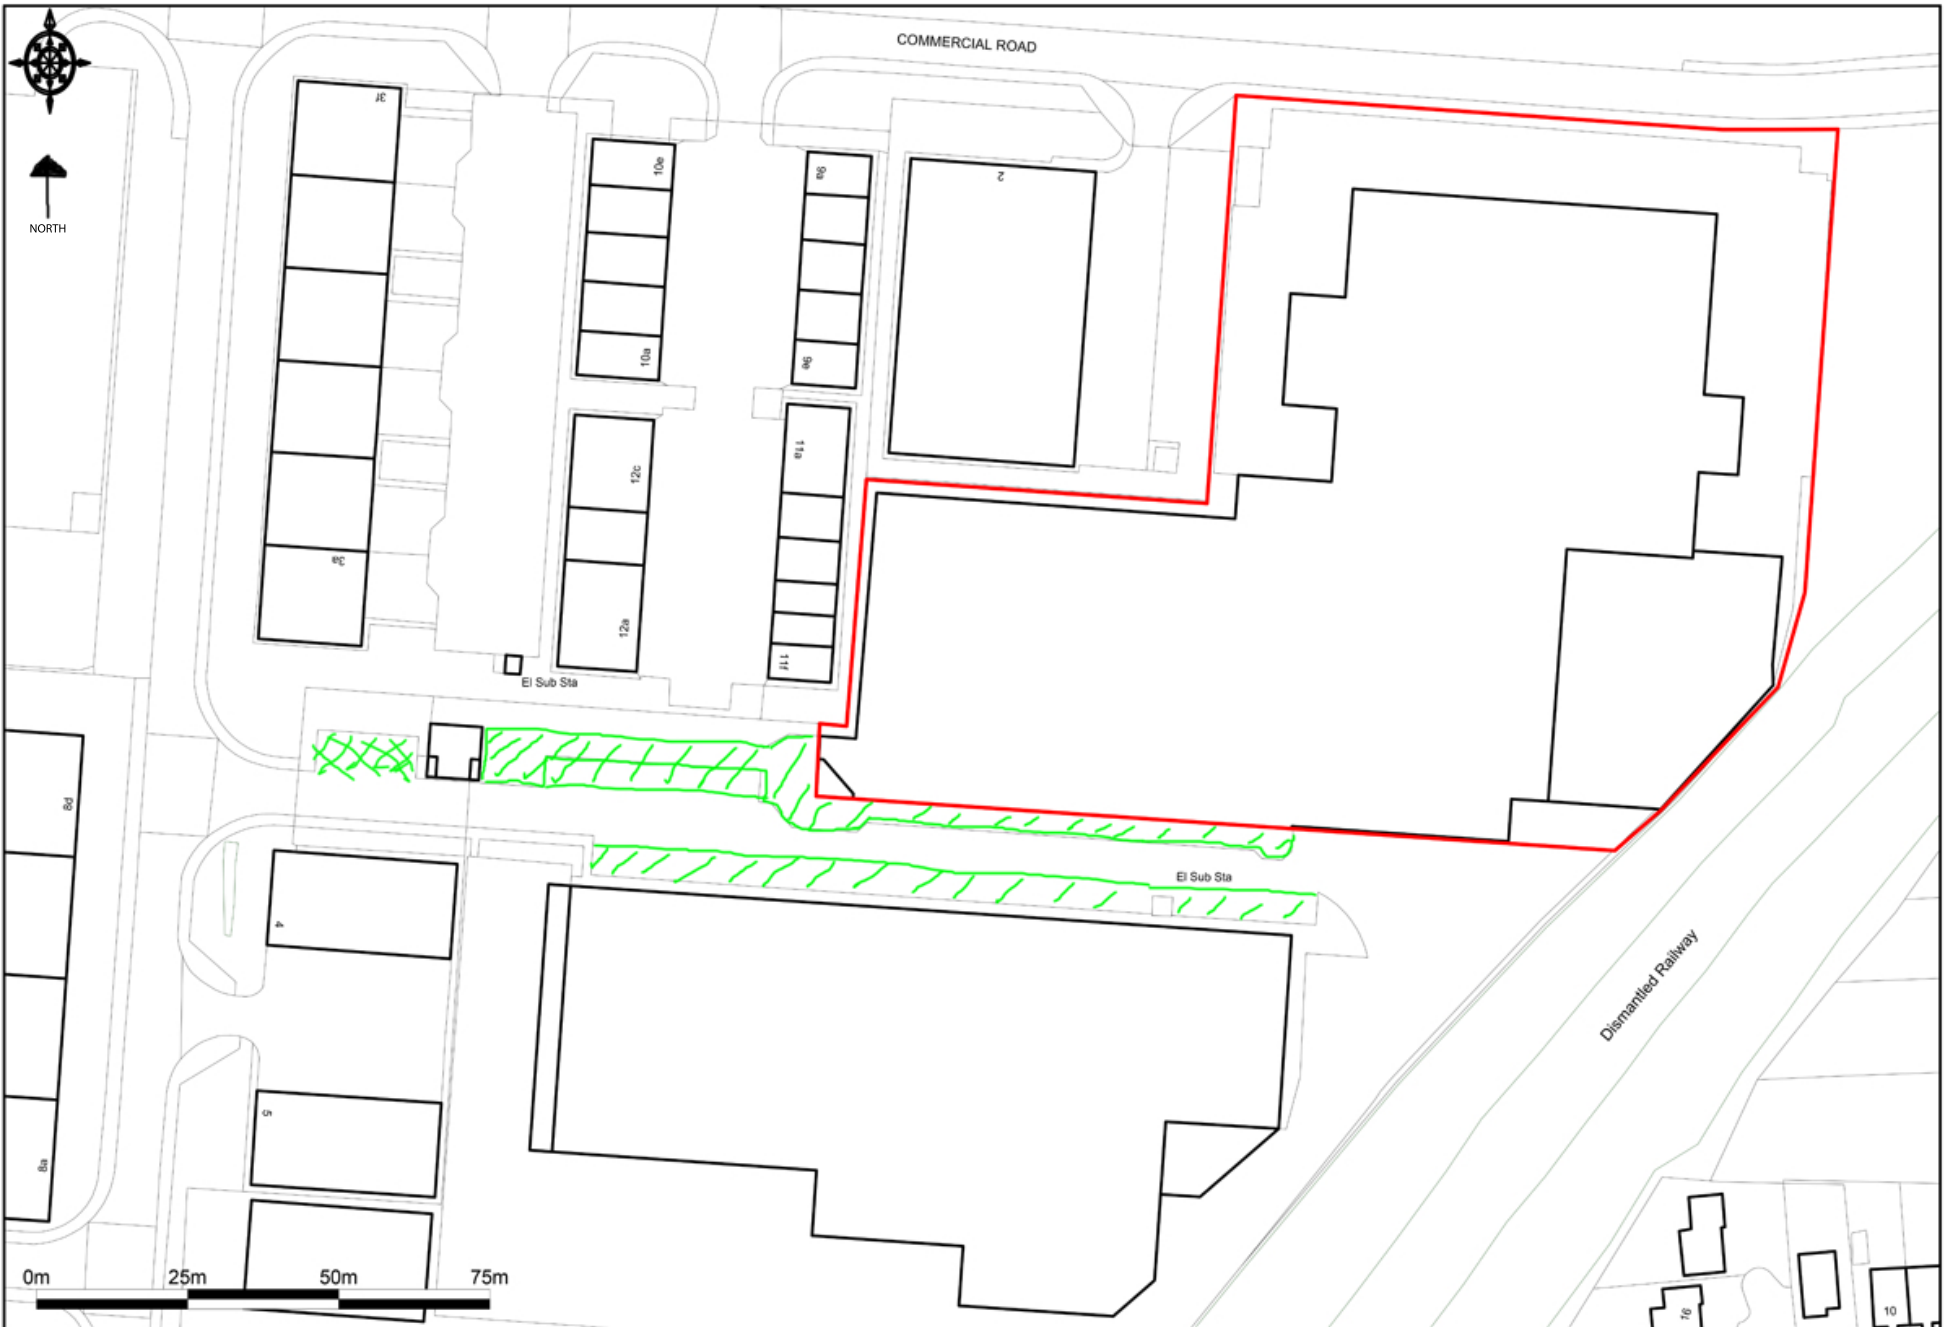 COMMERCIAL ROAD
NORTH
3f
10e
9a
2
10a
9e
11a
12c
3a
12a
11f
El Sub Sta
8d
El Sub Sta
4
Dismantled Railway
5
8a
0m 25m 50m 75m
16
10